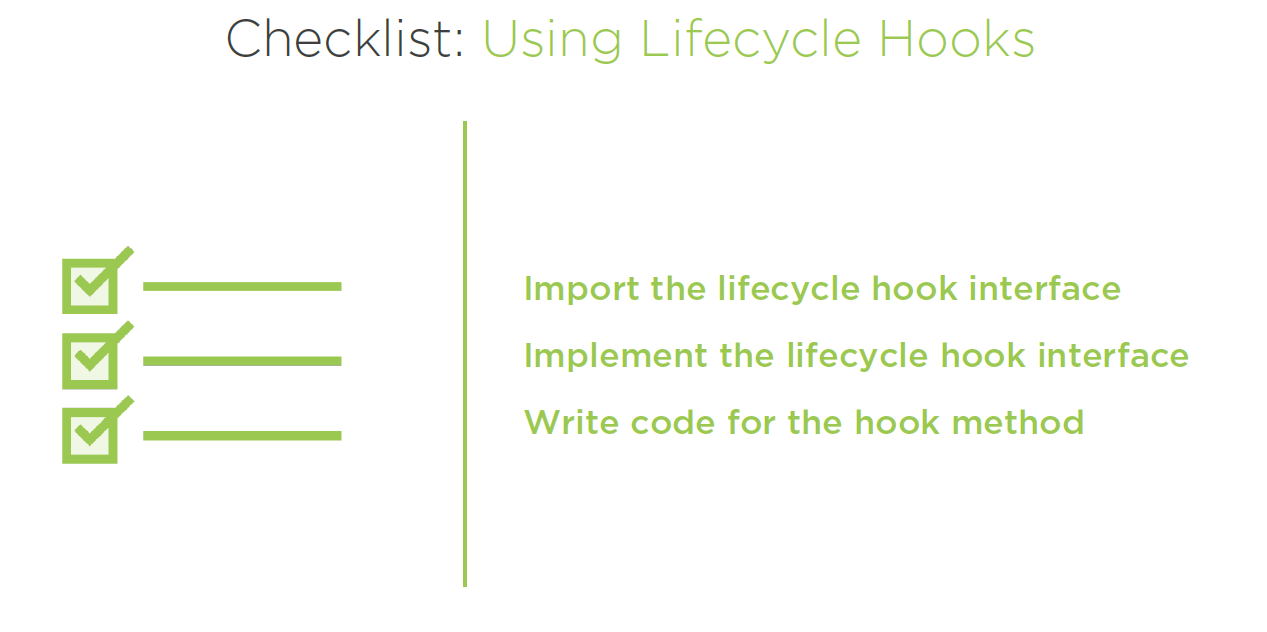 Checklist: Using Lifecycle Hooks
Import the lifecycle hook interface
Implement the lifecycle hook interface
Write code for the hook method